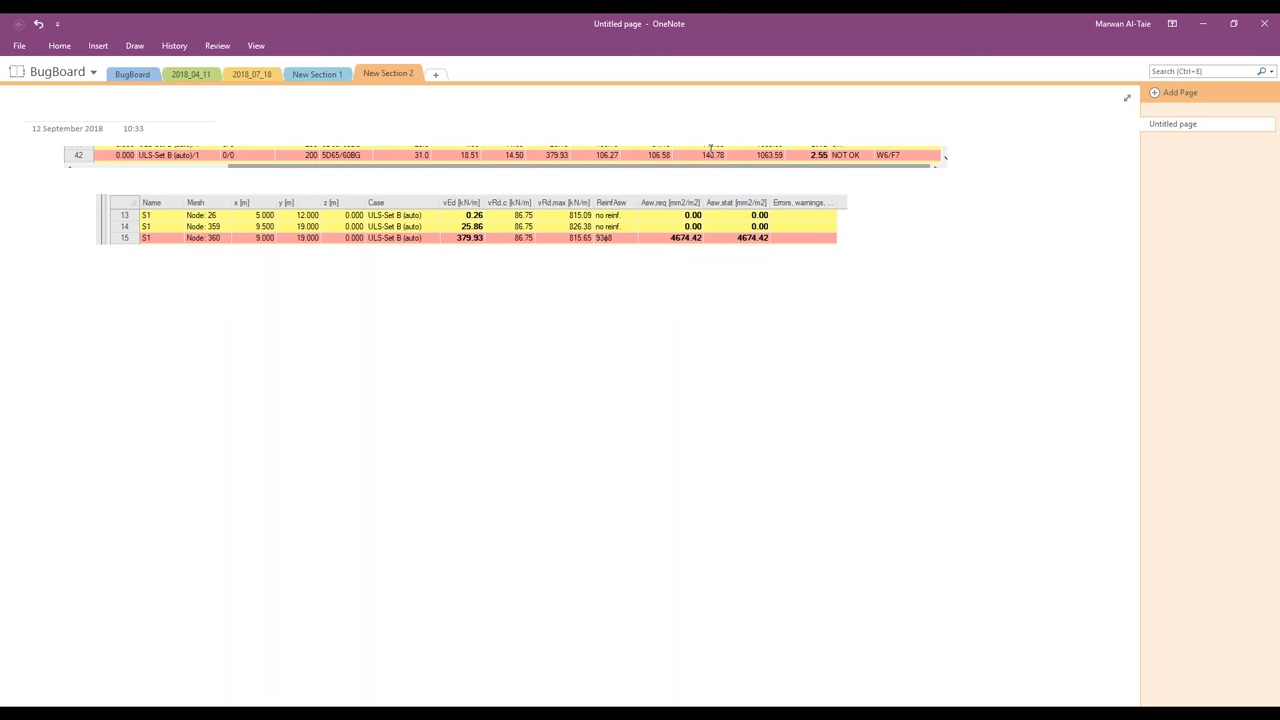 Untitled page - OneNote
Marwan Al-Taie
File Home Insert Draw History Review View
BugBoard BugBoard 2018_04_11 2018_07_18 New Section 1 New Section 2 Search (Ctrl+E)
Add Page
Untitled page
12 September 2018 10:33
42 0.000 ULS-Set B (auto)/1 0/0 200 5D65/60BG 31.0 18.51 14.50 379.93 106.27 106.58 140.78 1063.59 2.55 NOT OK W6/F7
Name Mesh x [m] y [m] z [m] Case vEd [kN/m] vRd,c [kN/m] vRd,max [kN/m] ReinfAsw Asw,req [mm2/m2] Asw,stat [mm2/m2] Errors, warnings, ...
13 S1 Node: 26 5.000 12.000 0.000 ULS-Set B (auto) 0.26 86.75 815.09 no reinf. 0.00 0.00
14 S1 Node: 359 9.500 19.000 0.000 ULS-Set B (auto) 25.86 86.75 826.38 no reinf. 0.00 0.00
15 S1 Node: 360 9.000 19.000 0.000 ULS-Set B (auto) 379.93 86.75 815.65 93ϕ8 4674.42 4674.42